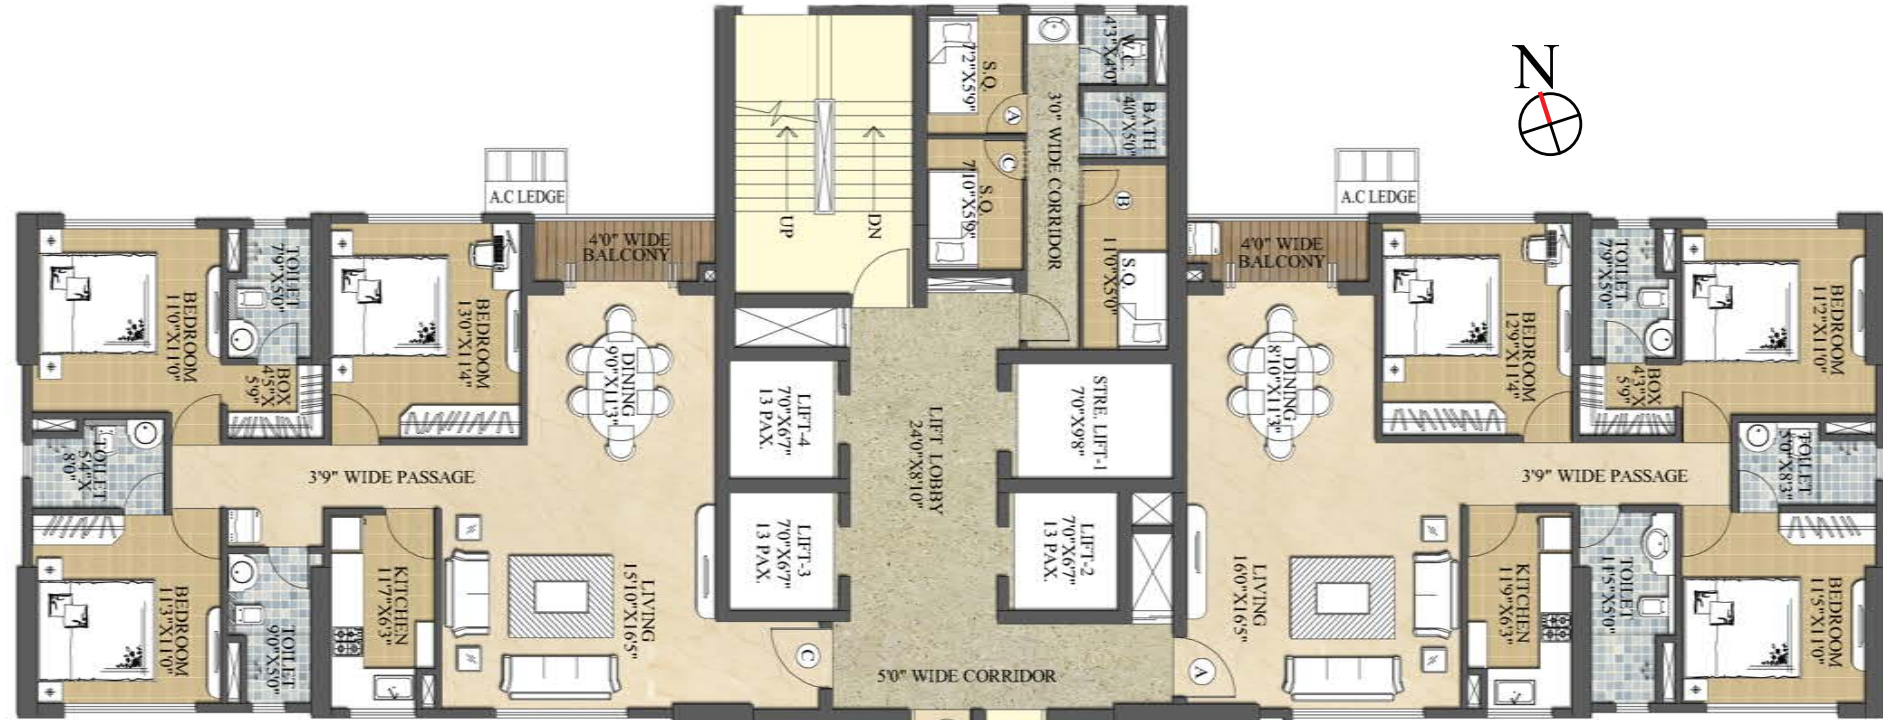 N
S.Q.
7'2"X5'9"
W.C.
4'3"X4'0"
A
3'0" WIDE CORRIDOR
BATH
4'0"X5'0"
C
S.Q.
7'10"X5'9"
B
S.Q.
11'0"X5'0"
UP
DN
A.C LEDGE
4'0" WIDE
BALCONY
BEDROOM
11'0"X11'0"
TOILET
7'9"X5'0"
BOX
4'5"X
5'9"
BEDROOM
13'0"X11'4"
DINING
9'0"X11'3"
TOILET
5'4"X
8'0"
3'9" WIDE PASSAGE
BEDROOM
11'3"X11'0"
TOILET
9'0"X5'0"
KITCHEN
11'7"X6'3"
LIVING
15'10"X16'5"
C
LIFT-4
7'0"X6'7"
13 PAX.
LIFT-3
7'0"X6'7"
13 PAX.
LIFT LOBBY
24'0"X8'10"
STRE. LIFT-1
7'0"X9'8"
LIFT-2
7'0"X6'7"
13 PAX.
5'0" WIDE CORRIDOR
A
A.C LEDGE
4'0" WIDE
BALCONY
DINING
8'10"X11'3"
BEDROOM
12'9"X11'4"
TOILET
7'9"X5'0"
BOX
4'3"X
5'9"
BEDROOM
11'2"X11'0"
3'9" WIDE PASSAGE
TOILET
5'0"X8'3"
LIVING
16'0"X16'5"
KITCHEN
11'9"X6'3"
TOILET
11'5"X5'0"
BEDROOM
11'5"X11'0"